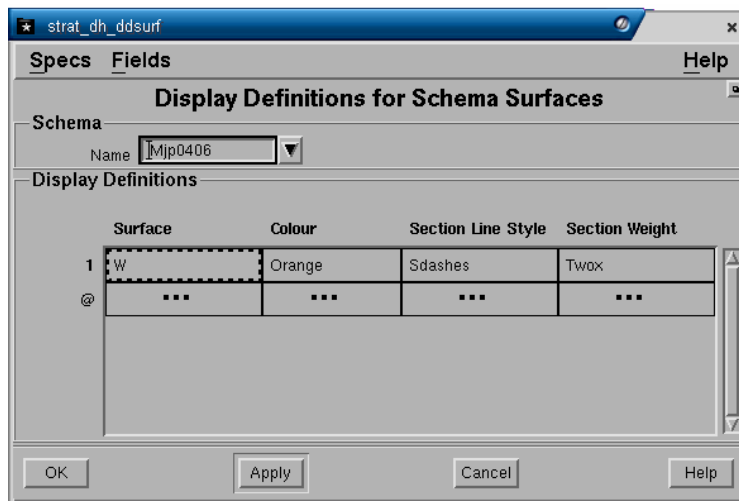 strat_dh_ddsurf
Specs Fields Help
Display Definitions for Schema Surfaces
Schema
Name Mjp0406
Display Definitions
Surface Colour Section Line Style Section Weight
1 W Orange Sdashes Twox
@ ... ... ... ...
OK Apply Cancel Help